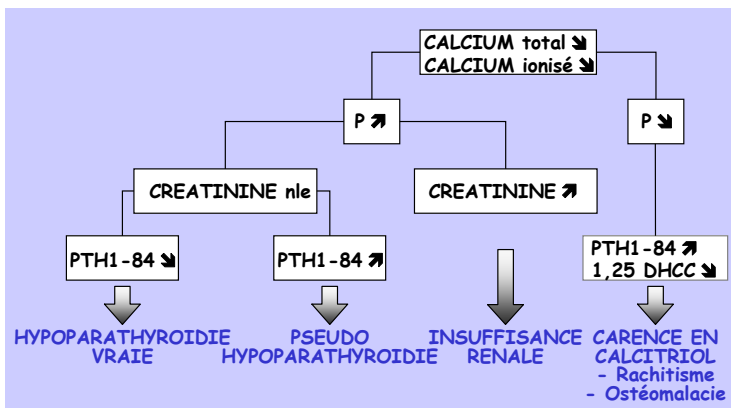 CALCIUM total ⬊
CALCIUM ionisé ⬊
P ⬈
P ⬊
CREATININE nle
CREATININE ⬈
PTH1-84 ⬊
PTH1-84 ⬈
PTH1-84 ⬈
1,25 DHCC ⬊
HYPOPARATHYROIDIE
VRAIE
PSEUDO
HYPOPARATHYROIDIE
INSUFFISANCE
RENALE
CARENCE EN
CALCITRIOL
- Rachitisme
- Ostéomalacie